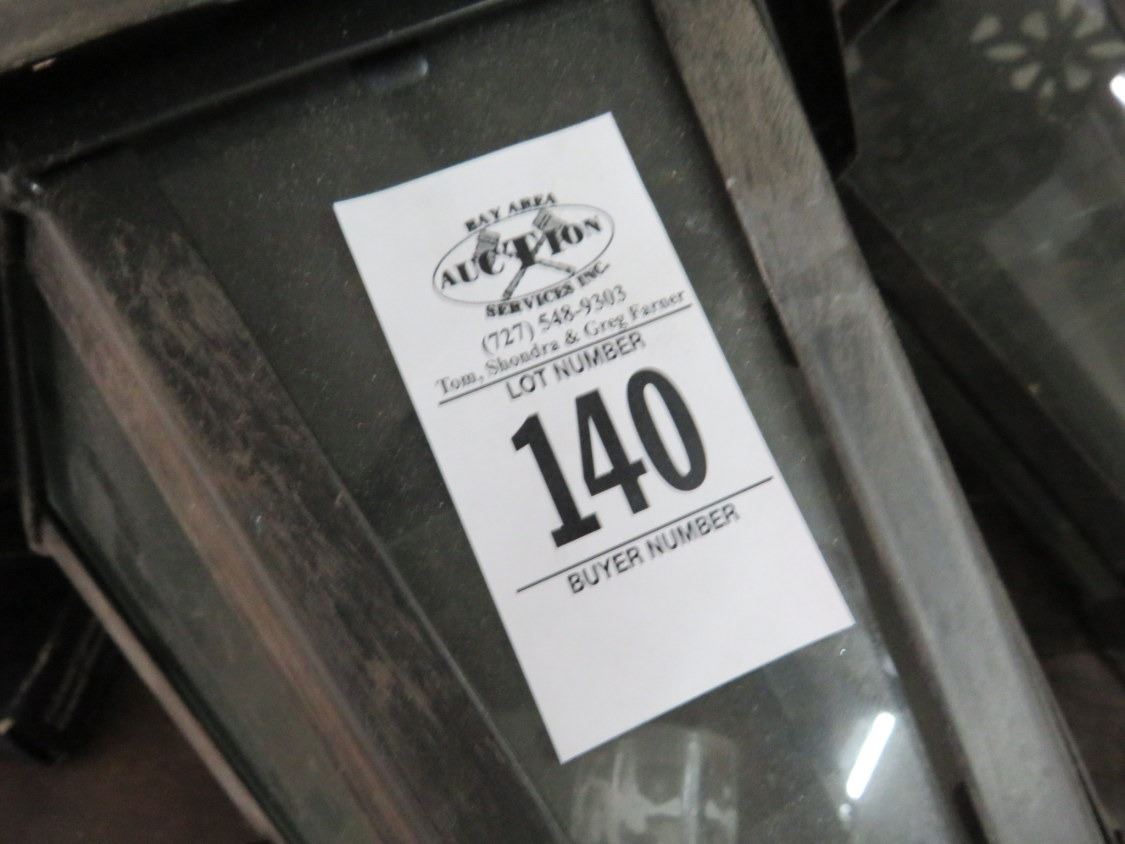 BAY AREA
AUCTION
SERVICES INC.
(727) 548-9303
Tom, Shondra & Greg Farner
LOT NUMBER
140
BUYER NUMBER